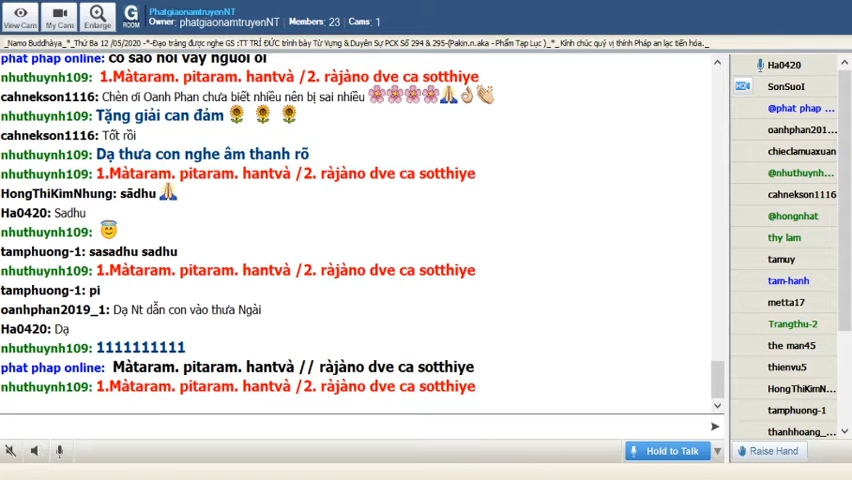 View Cam
My Cams
Enlarge
G
ROOM
PhatgiaonamtruyenNT
Owner: phatgiaonamtruyenNT Members: 23 Cams: 1
_Namo Buddhàya_*_Thứ Ba 12 /05/2020 -*-Đạo tràng được nghe GS :TT TRÍ ĐỨC trình bày Từ Vựng &Duyên Sự PCK Số 294 & 295-(Pakin.n.aka - Phẩm Tạp Lục )_*_Kính chúc quý vị thính Pháp an lạc tiến hóa._
phat phap online: co sao noi vay nguoi oi
nhuthuynh109: 1.Màtaram. pitaram. hantvà /2. ràjàno dve ca sotthiye
cahnekson1116: Chèn ơi Oanh Phan chưa biết nhiều nên bị sai nhiều
nhuthuynh109: Tặng giải can đảm
cahnekson1116: Tốt rồi
nhuthuynh109: Dạ thưa con nghe âm thanh rõ
nhuthuynh109: 1.Màtaram. pitaram. hantvà /2. ràjàno dve ca sotthiye
HongThiKimNhung: sādhu
Ha0420: Sadhu
nhuthuynh109:
tamphuong-1: sasadhu sadhu
nhuthuynh109: 1.Màtaram. pitaram. hantvà /2. ràjàno dve ca sotthiye
tamphuong-1: pi
oanhphan2019_1: Dạ Nt dẫn con vào thưa Ngài
Ha0420: Dạ
nhuthuynh109: 1111111111
phat phap online: Màtaram. pitaram. hantvà // ràjàno dve ca sotthiye
nhuthuynh109: 1.Màtaram. pitaram. hantvà /2. ràjàno dve ca sotthiye
Hold to Talk
Ha0420
HD
SonSuoI
@phat phap ...
oanhphan201...
chieclamuaxuan
@nhuthuynh...
cahnekson1116
@hongnhat
thy lam
tamuy
tam-hanh
metta17
Trangthu-2
the man45
thienvu5
HongThiKimN...
tamphuong-1
thanhhoang_...
Raise Hand